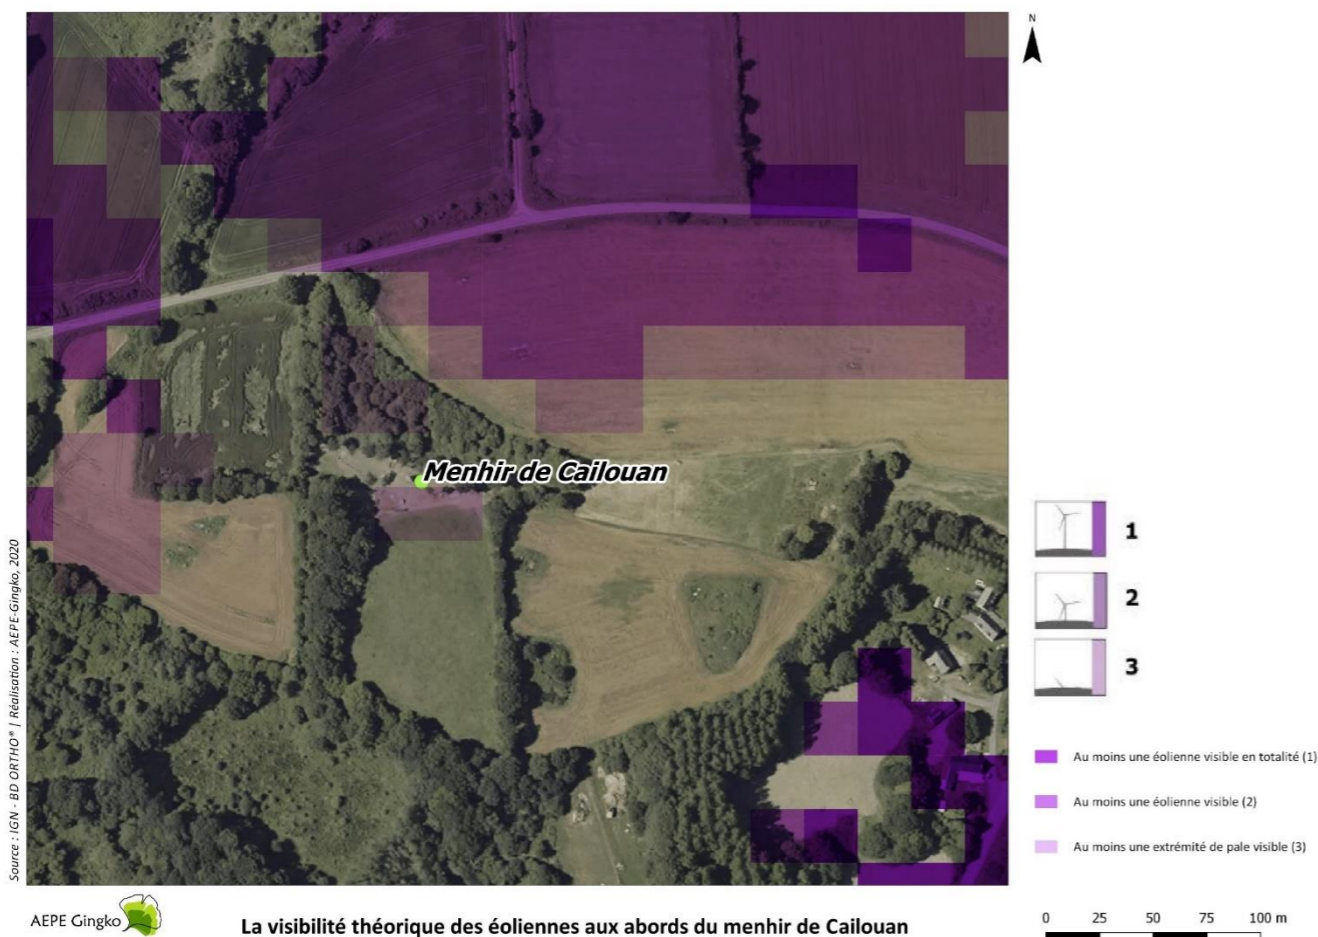 N
Menhir de Cailouan
1
2
3
Au moins une éolienne visible en totalité (1)
Au moins une éolienne visible (2)
Au moins une extrémité de pale visible (3)
Source : IGN - BD ORTHO® | Réalisation : AEPE-Gingko, 2020
AEPE Gingko
La visibilité théorique des éoliennes aux abords du menhir de Cailouan
0 25 50 75 100 m